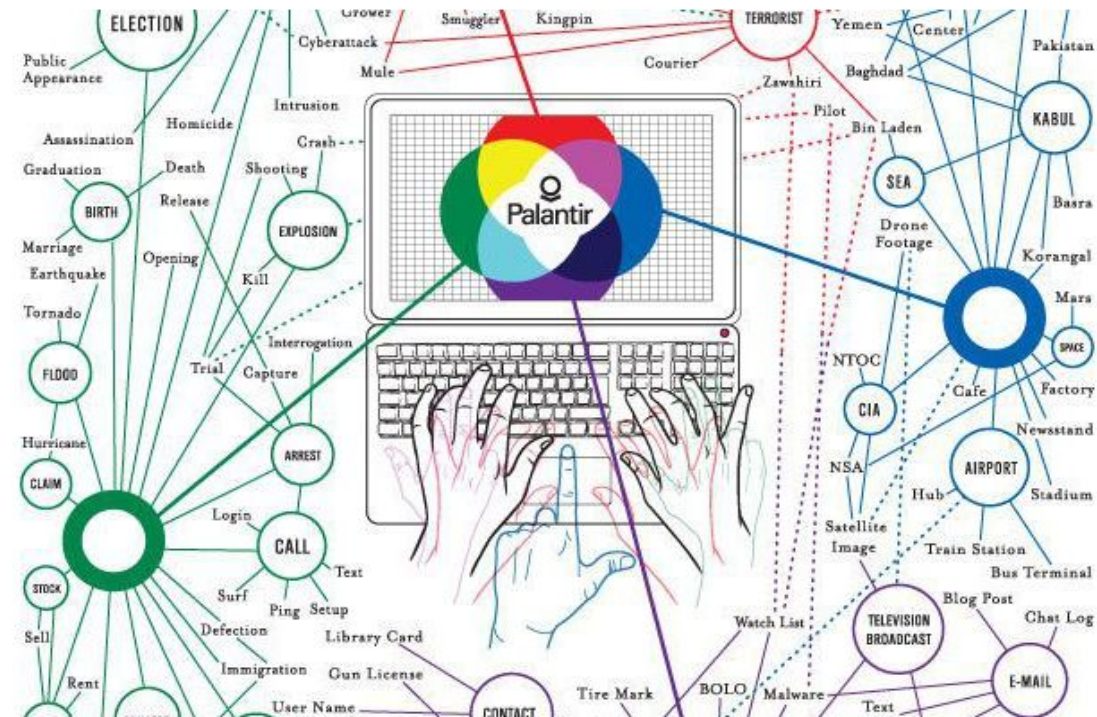 ELECTION
Grower
Smuggler
Kingpin
TERRORIST
Yemen
Center
Cyberattack
Public
Appearance
Mule
Courier
Baghdad
Pakistan
Zawahiri
Intrusion
Pilot
Homicide
Assassination
Crash
Bin Laden
KABUL
Graduation
Death
Shooting
SEA
BIRTH
Release
Palantir
Basra
EXPLOSION
Drone
Footage
Marriage
Earthquake
Opening
Kill
Korangal
Mars
Tornado
Interrogation
SPACE
FLOOD
Trial
Capture
NTOC
Cafe
Factory
CIA
Hurricane
ARREST
Newsstand
NSA
AIRPORT
CLAIM
Hub
Stadium
Login
Satellite
Image
CALL
Train Station
Text
Bus Terminal
STOCK
Surf
Ping
Setup
Blog Post
Chat Log
Sell
Defection
Library Card
Watch List
TELEVISION
BROADCAST
Immigration
Gun License
Rent
Tire Mark
BOLO
Malware
E-MAIL
User Name
CONTACT
Text